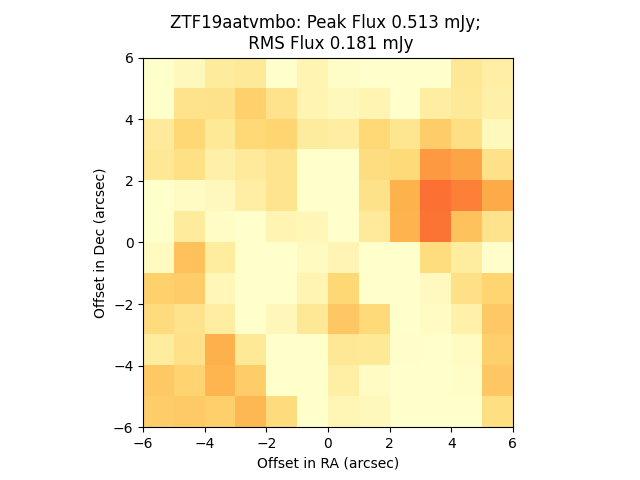 ZTF19aatvmbo: Peak Flux 0.513 mJy;
RMS Flux 0.181 mJy
6
4
2
0
−2
−4
−6
Offset in Dec (arcsec)
−6 −4 −2 0 2 4 6
Offset in RA (arcsec)